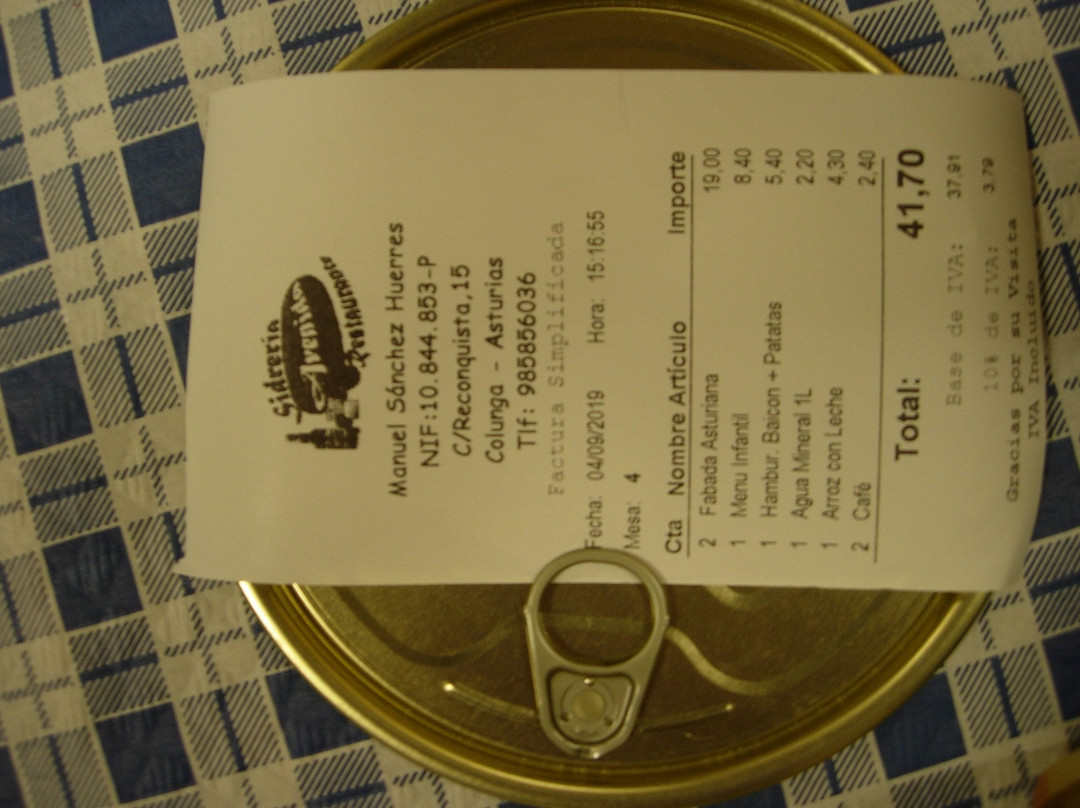 Sidrería
Avenida
Restaurante
Manuel Sánchez Huerres
NIF:10.844.853-P
C/Reconquista,15
Colunga - Asturias
Tlf: 985856036
Factura Simplificada
Fecha: 04/09/2019 Hora: 15:16:55
Mesa: 4
Cta Nombre Artículo Importe
2 Fabada Asturiana 19,00
1 Menu Infantil 8,40
1 Hambur. Baicon + Patatas 5,40
1 Agua Mineral 1L 2,20
1 Arroz con Leche 4,30
2 Café 2,40
Total: 41,70
Base de IVA: 37,91
10% de IVA: 3,79
Gracias por su Visita
IVA Incluido